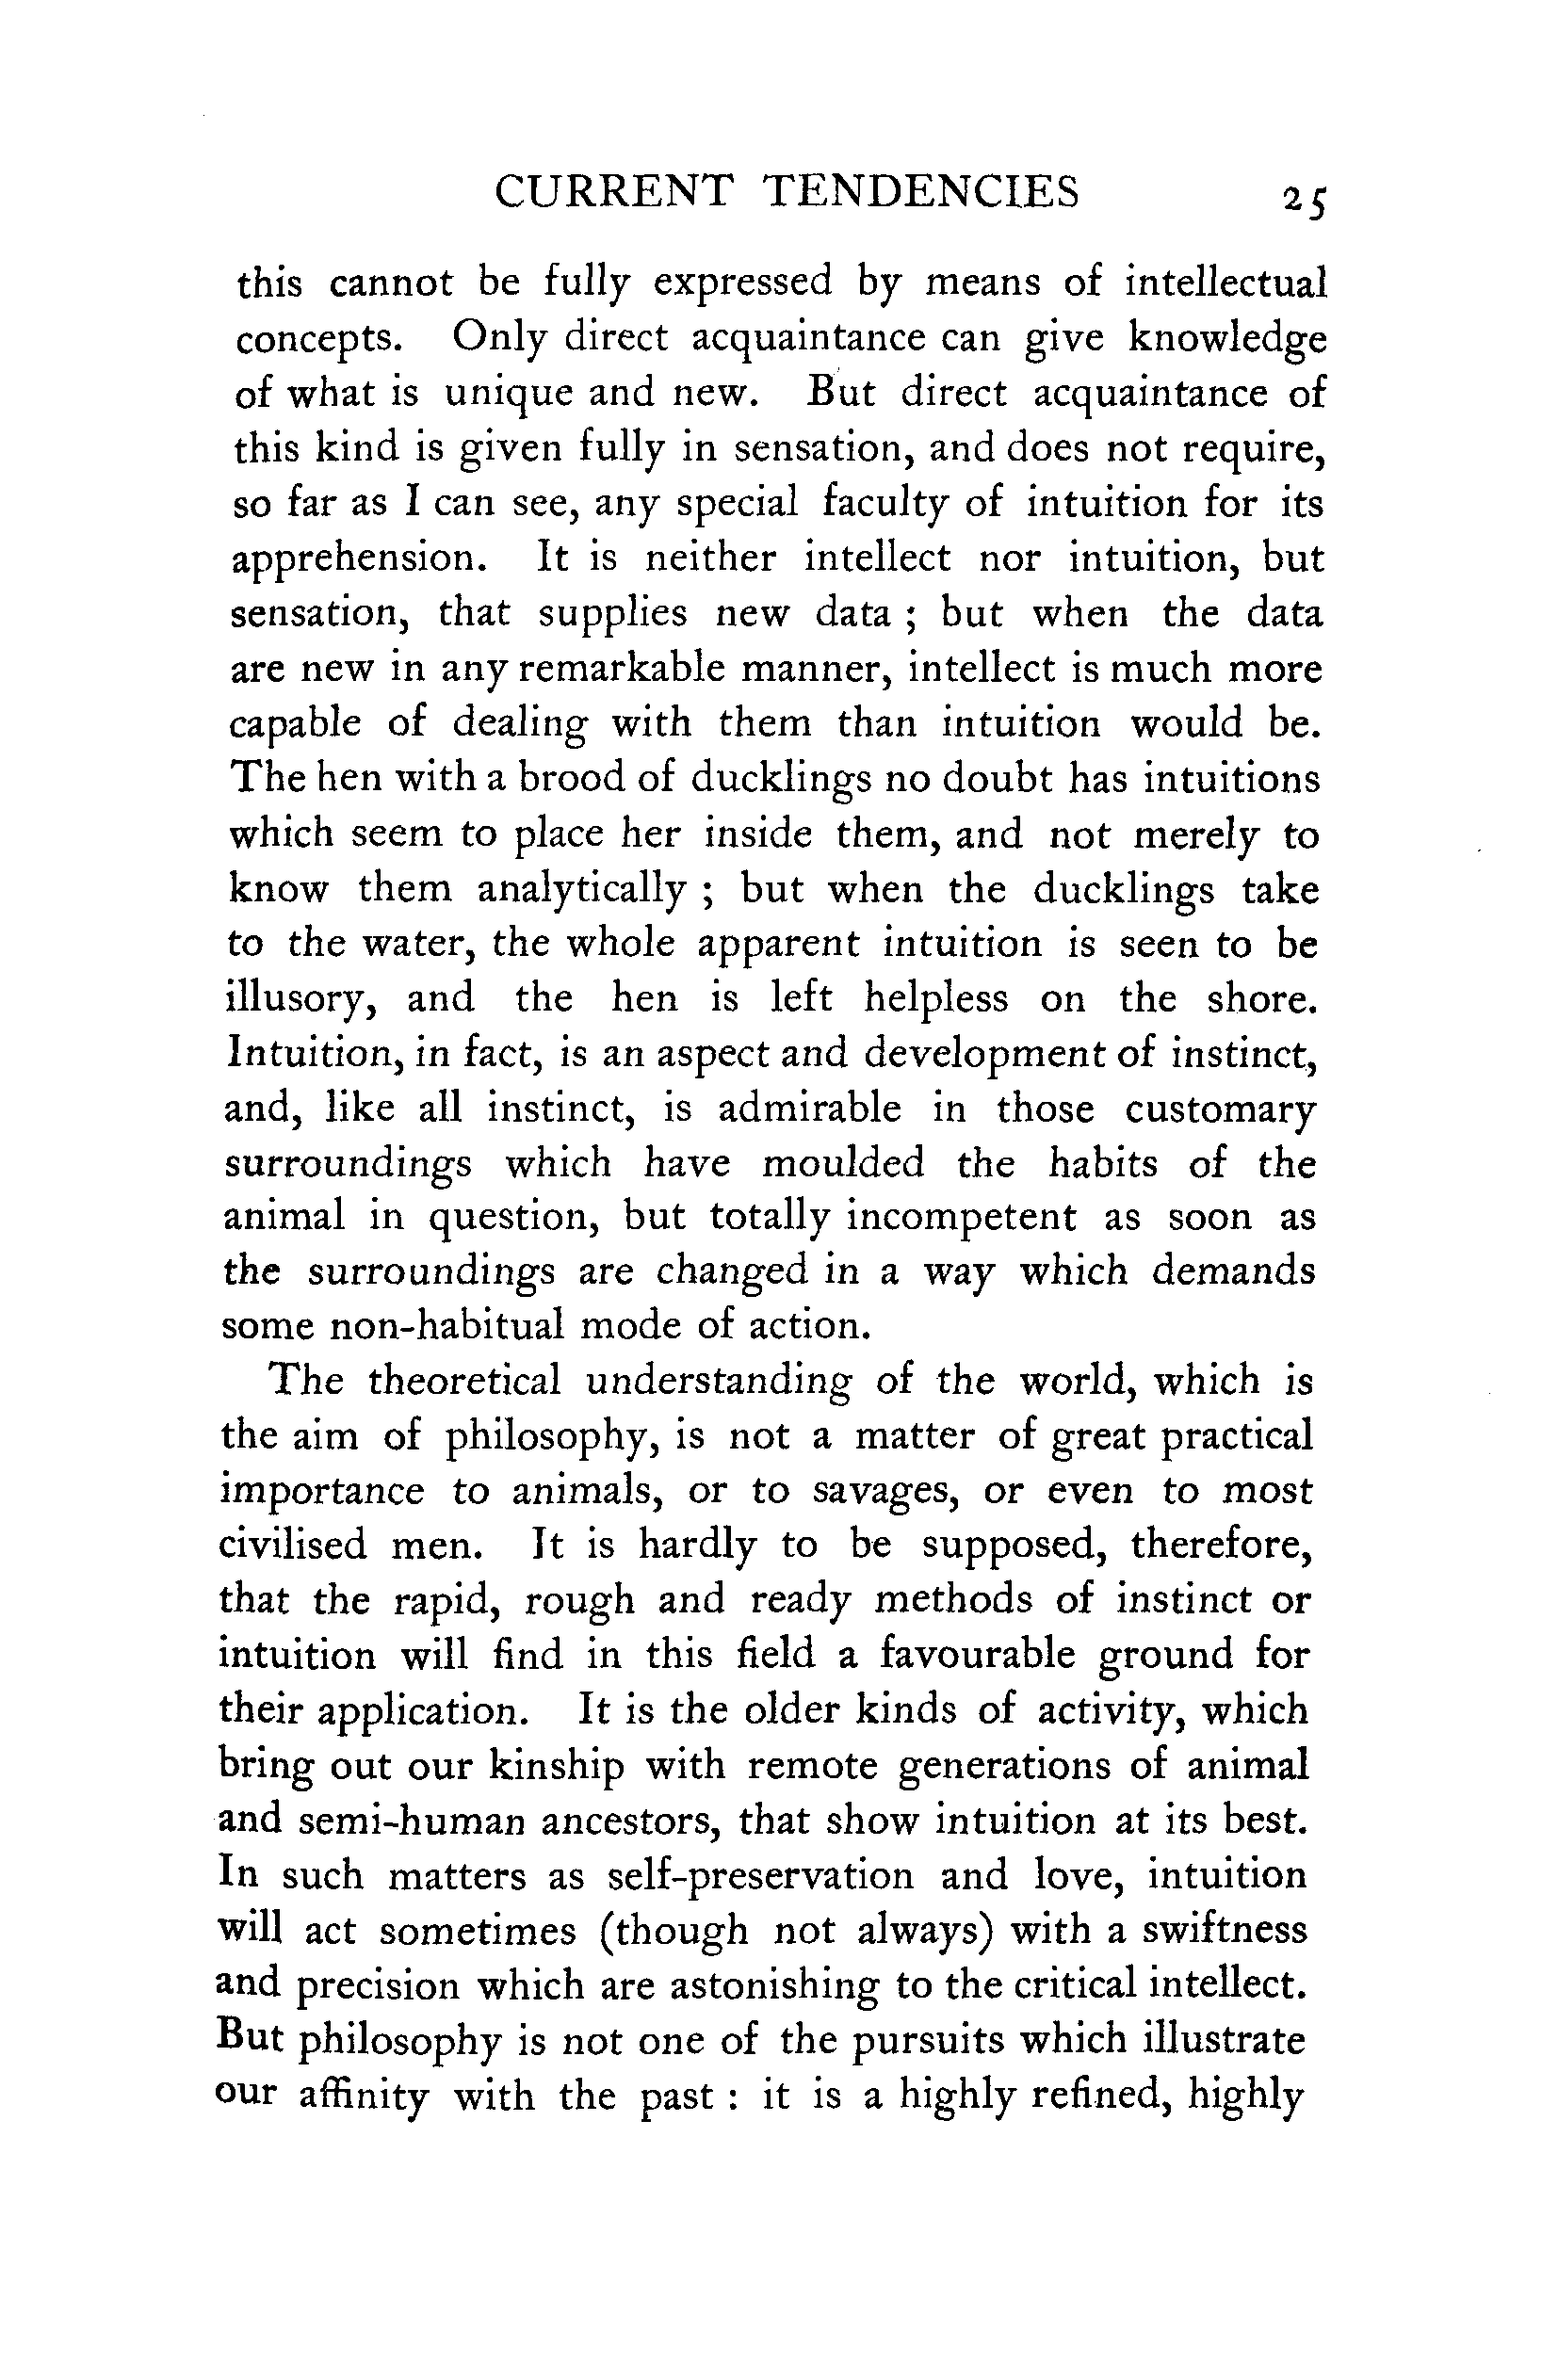 CURRENT TENDENCIES 25
this cannot be fully expressed by means of intellectual
concepts. Only direct acquaintance can give knowledge
of what is unique and new. But direct acquaintance of
this kind is given fully in sensation, and does not require,
so far as I can see, any special faculty of intuition for its
apprehension. It is neither intellect nor intuition, but
sensation, that supplies new data ; but when the data
are new in any remarkable manner, intellect is much more
capable of dealing with them than intuition would be.
The hen with a brood of ducklings no doubt has intuitions
which seem to place her inside them, and not merely to
know them analytically ; but when the ducklings take
to the water, the whole apparent intuition is seen to be
illusory, and the hen is left helpless on the shore.
Intuition, in fact, is an aspect and development of instinct,
and, like all instinct, is admirable in those customary
surroundings which have moulded the habits of the
animal in question, but totally incompetent as soon as
the surroundings are changed in a way which demands
some non-habitual mode of action.
The theoretical understanding of the world, which is
the aim of philosophy, is not a matter of great practical
importance to animals, or to savages, or even to most
civilised men. It is hardly to be supposed, therefore,
that the rapid, rough and ready methods of instinct or
intuition will find in this field a favourable ground for
their application. It is the older kinds of activity, which
bring out our kinship with remote generations of animal
and semi-human ancestors, that show intuition at its best.
In such matters as self-preservation and love, intuition
will act sometimes (though not always) with a swiftness
and precision which are astonishing to the critical intellect.
But philosophy is not one of the pursuits which illustrate
our affinity with the past : it is a highly refined, highly